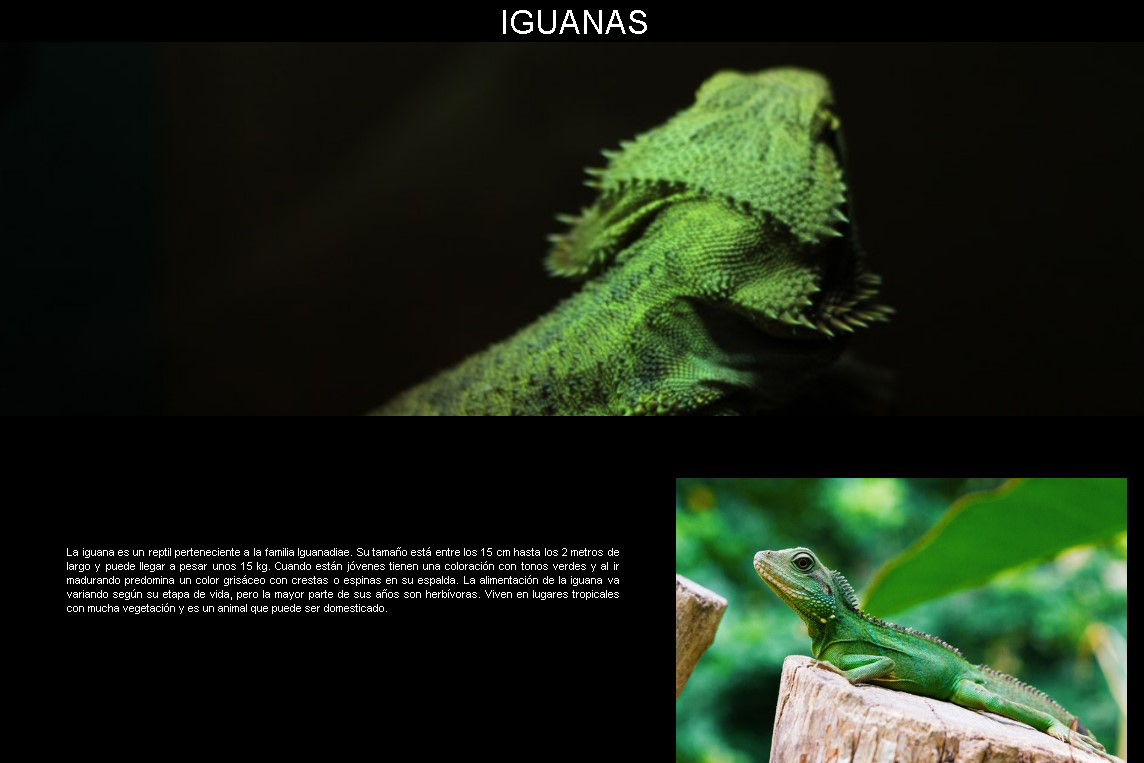 IGUANAS
La iguana es un reptil perteneciente a la familia Iguanadiae. Su tamaño está entre los 15 cm hasta los 2 metros de
largo y puede llegar a pesar unos 15 kg. Cuando están jóvenes tienen una coloración con tonos verdes y al ir
madurando predomina un color grisáceo con crestas o espinas en su espalda. La alimentación de la iguana va
variando según su etapa de vida, pero la mayor parte de sus años son herbívoras. Viven en lugares tropicales
con mucha vegetación y es un animal que puede ser domesticado.